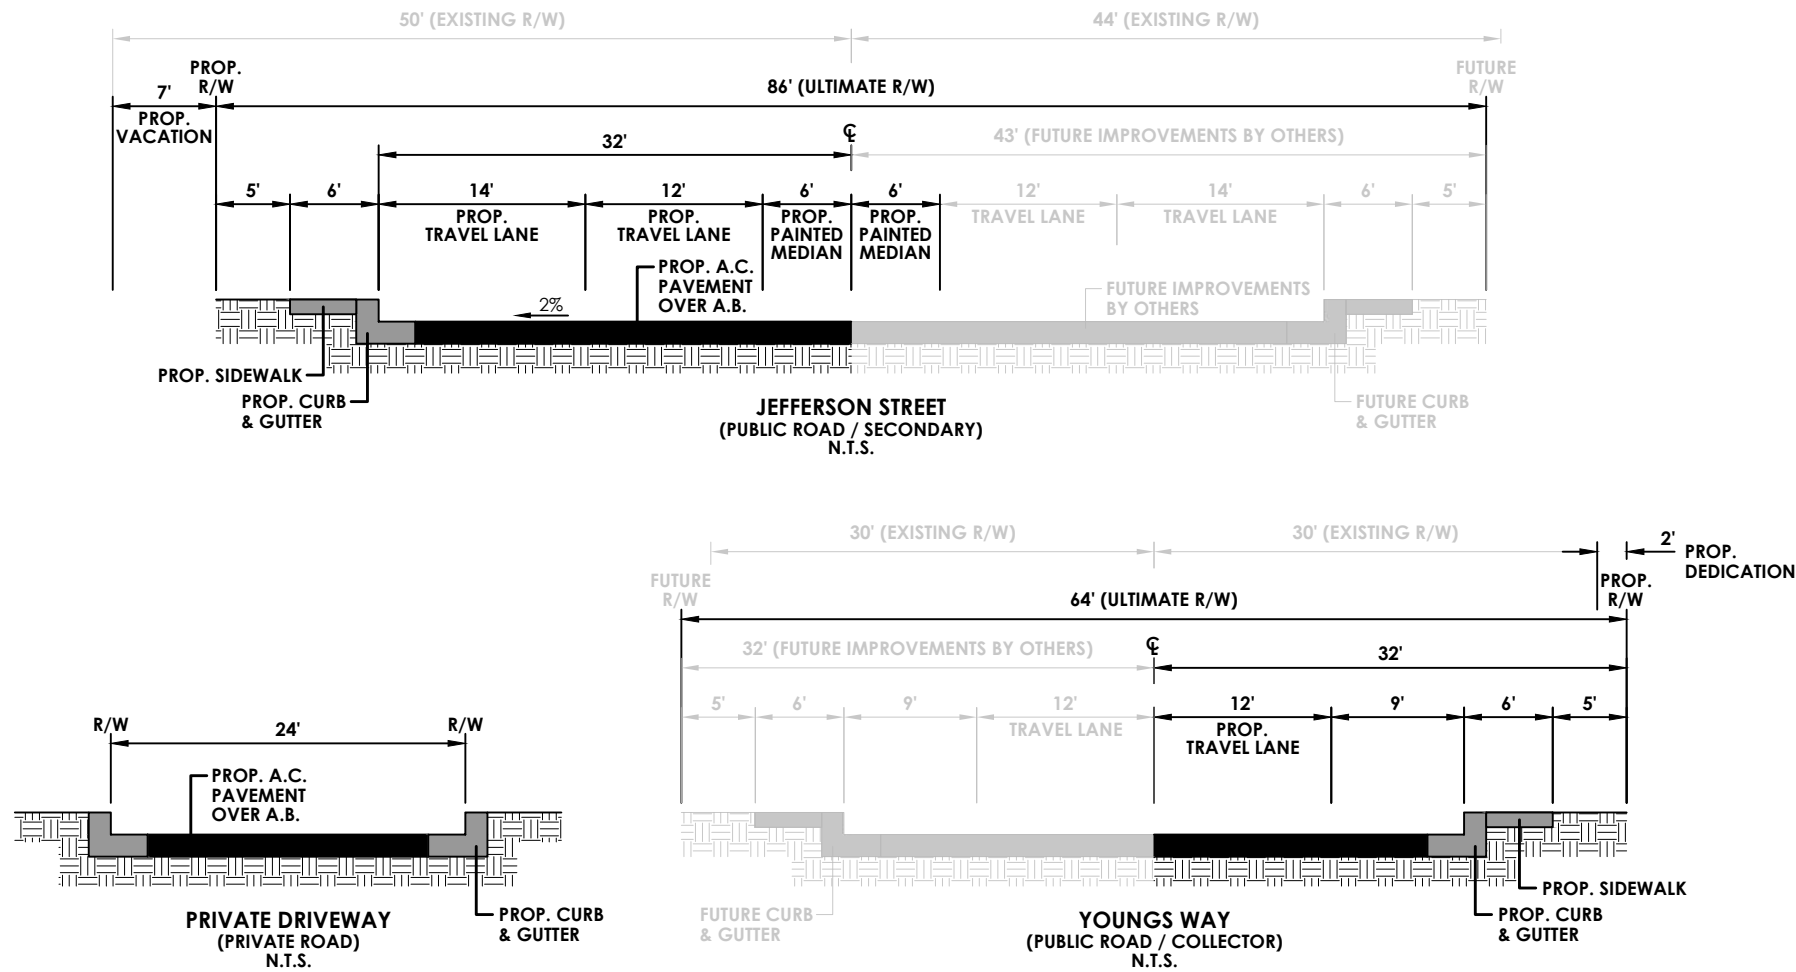 50' (EXISTING R/W)
44' (EXISTING R/W)
PROP.
R/W
FUTURE
R/W
7'
PROP.
VACATION
86' (ULTIMATE R/W)
℄
32'
43' (FUTURE IMPROVEMENTS BY OTHERS)
5'
6'
14'
PROP.
TRAVEL LANE
12'
PROP.
TRAVEL LANE
6'
PROP.
PAINTED
MEDIAN
6'
PROP.
PAINTED
MEDIAN
12'
TRAVEL LANE
14'
TRAVEL LANE
6'
5'
PROP. A.C.
PAVEMENT
OVER A.B.
2%
FUTURE IMPROVEMENTS
BY OTHERS
PROP. SIDEWALK
PROP. CURB
& GUTTER
FUTURE CURB
& GUTTER
JEFFERSON STREET
(PUBLIC ROAD / SECONDARY)
N.T.S.
R/W
24'
R/W
PROP. A.C.
PAVEMENT
OVER A.B.
PROP. CURB
& GUTTER
PRIVATE DRIVEWAY
(PRIVATE ROAD)
N.T.S.
30' (EXISTING R/W)
30' (EXISTING R/W)
2'
PROP.
DEDICATION
FUTURE
R/W
PROP.
R/W
64' (ULTIMATE R/W)
32' (FUTURE IMPROVEMENTS BY OTHERS)
℄
32'
5'
6'
9'
12'
TRAVEL LANE
12'
PROP.
TRAVEL LANE
9'
6'
5'
PROP. SIDEWALK
PROP. CURB
& GUTTER
FUTURE CURB
& GUTTER
YOUNGS WAY
(PUBLIC ROAD / COLLECTOR)
N.T.S.